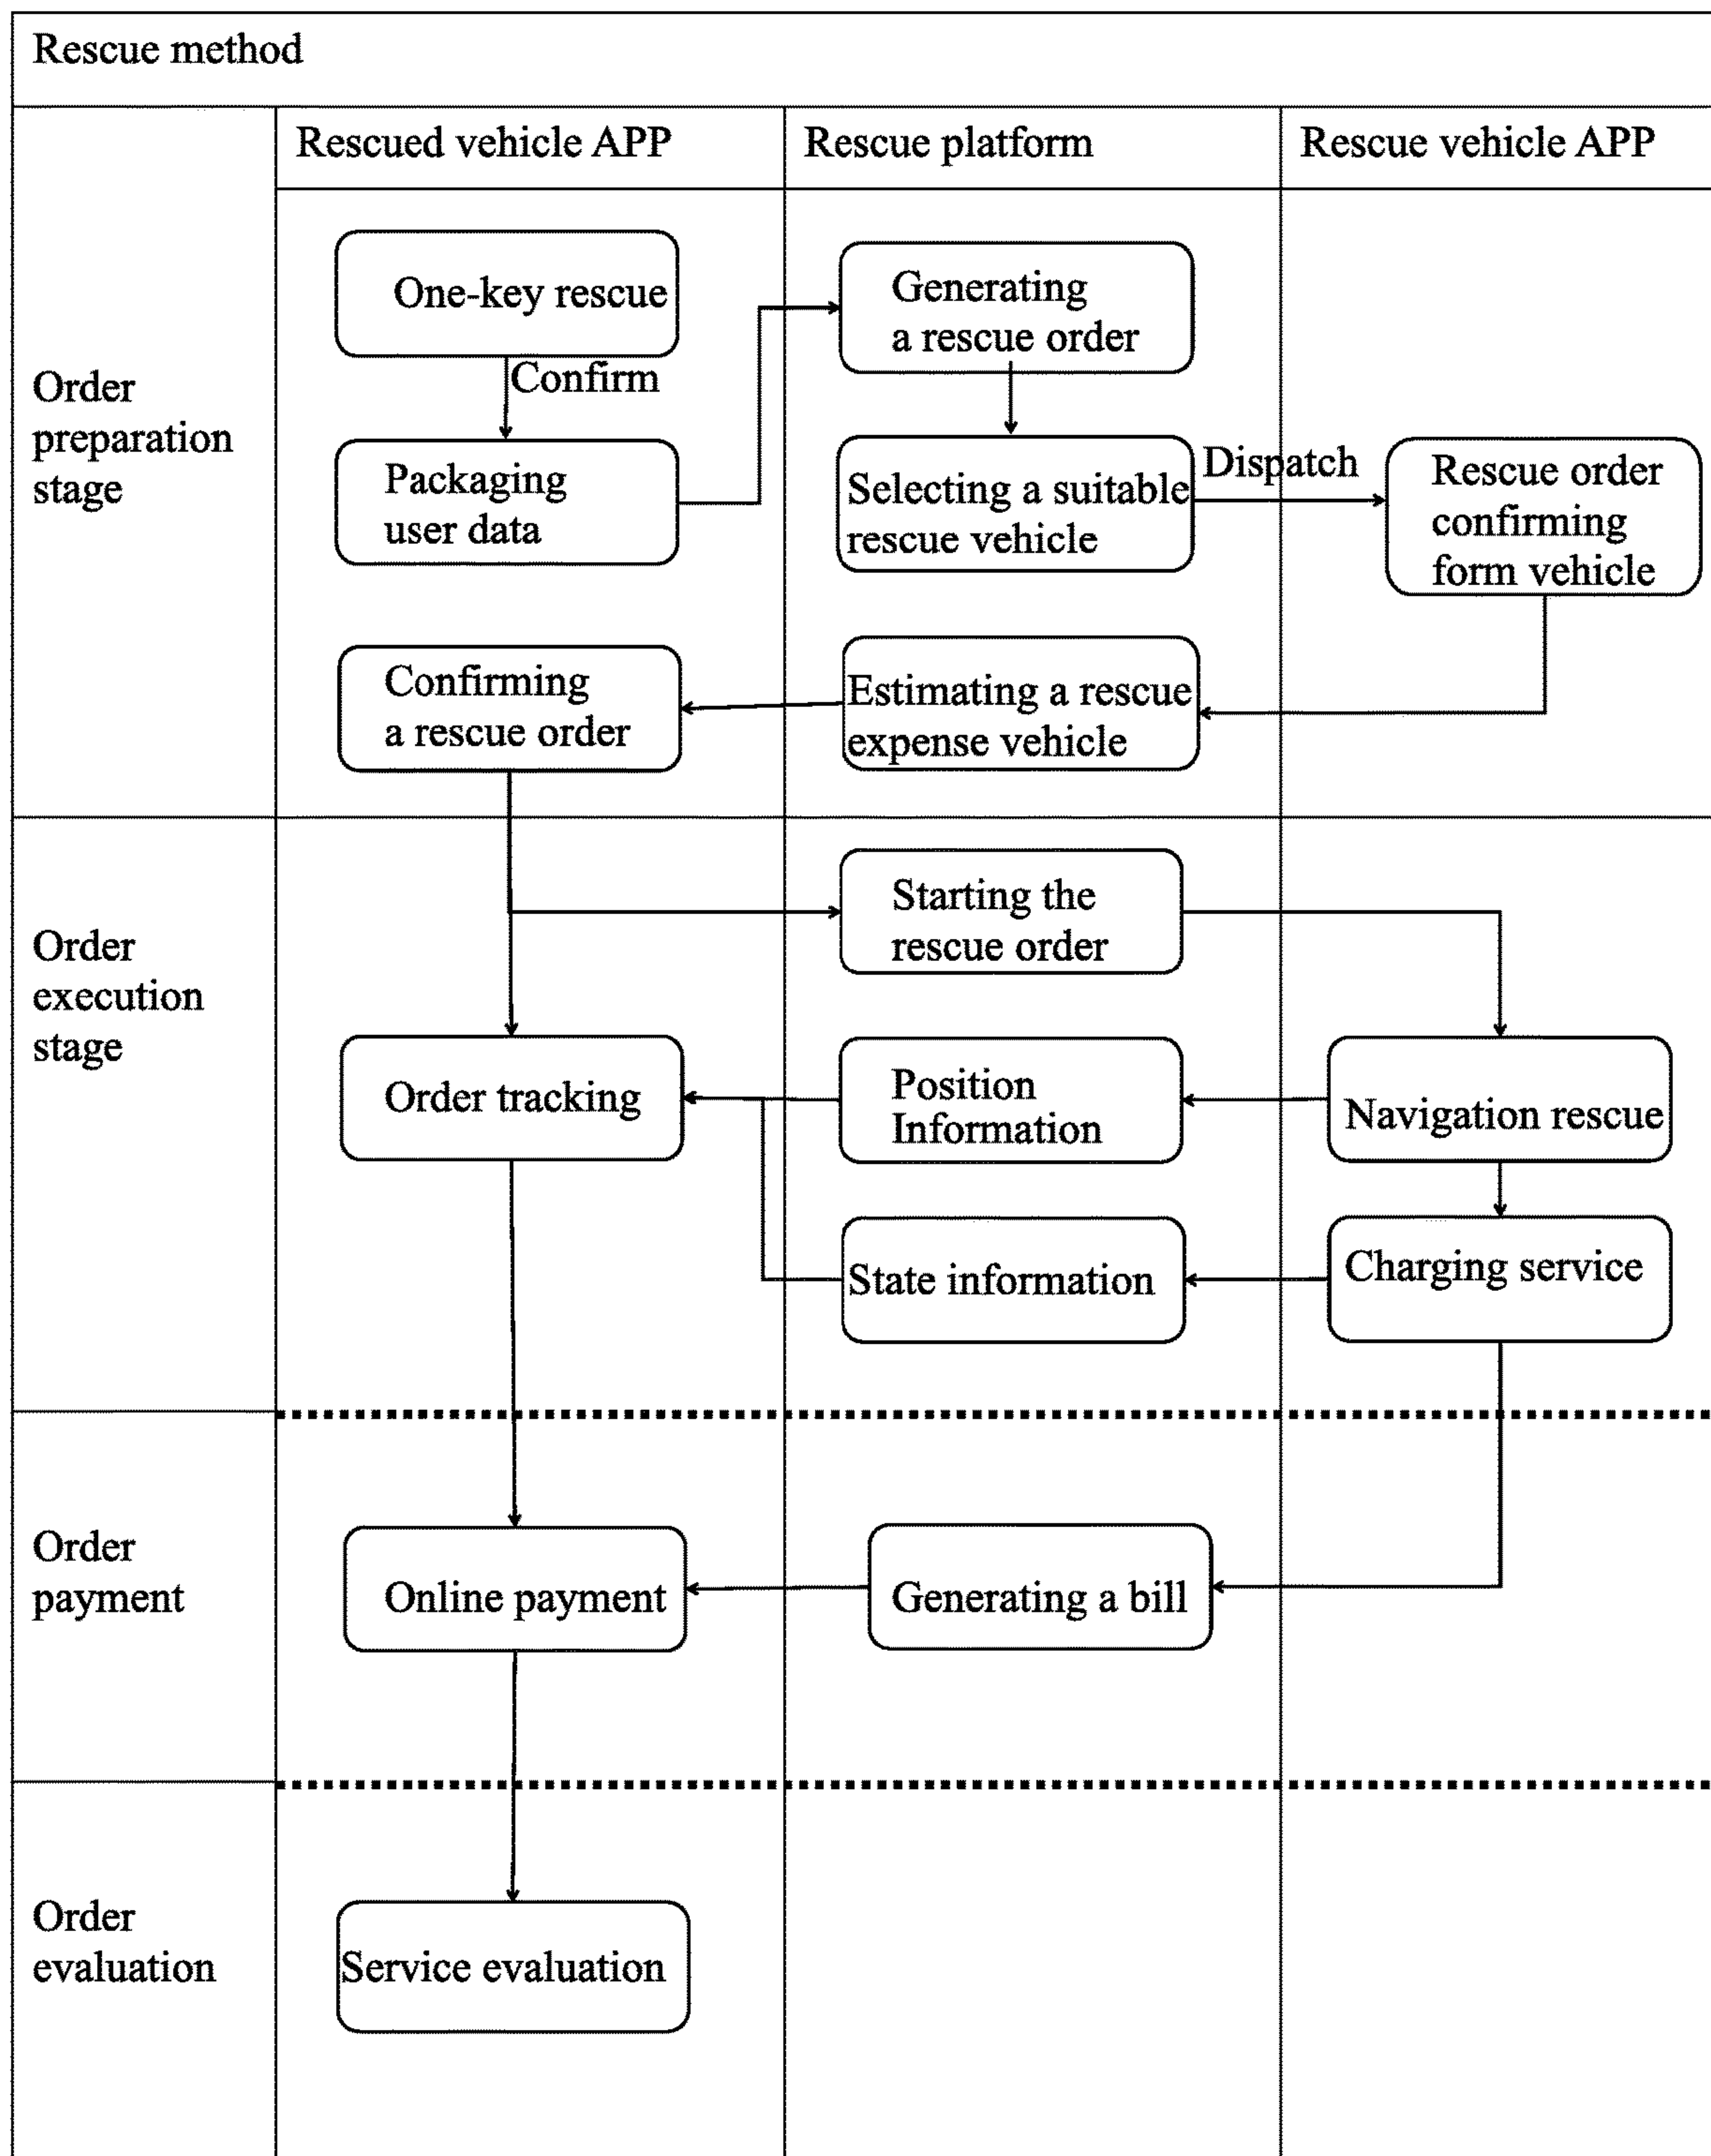 Rescue method
Rescued vehicle APP
Rescue platform
Rescue vehicle APP
Order
preparation
stage
One-key rescue
Confirm
Packaging
user data
Generating
a rescue order
Selecting a suitable
rescue vehicle
Dispatch
Rescue order
confirming
form vehicle
Estimating a rescue
expense vehicle
Confirming
a rescue order
Order
execution
stage
Starting the
rescue order
Order tracking
Position
Information
Navigation rescue
State information
Charging service
Order
payment
Online payment
Generating a bill
Order
evaluation
Service evaluation